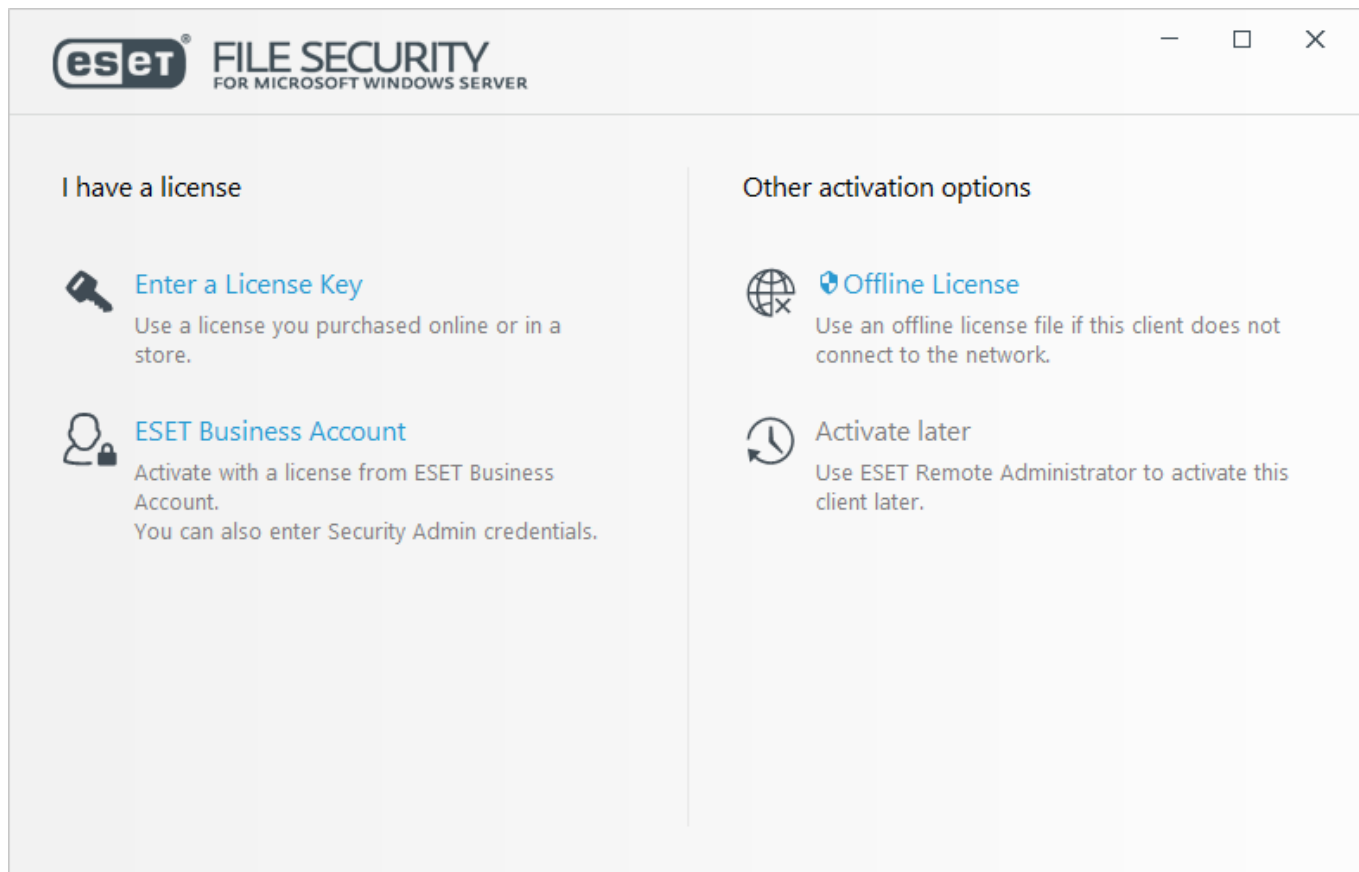 eset®
FILE SECURITY
FOR MICROSOFT WINDOWS SERVER
I have a license
Enter a License Key
Use a license you purchased online or in a
store.
ESET Business Account
Activate with a license from ESET Business
Account.
You can also enter Security Admin credentials.
Other activation options
Offline License
Use an offline license file if this client does not
connect to the network.
Activate later
Use ESET Remote Administrator to activate this
client later.